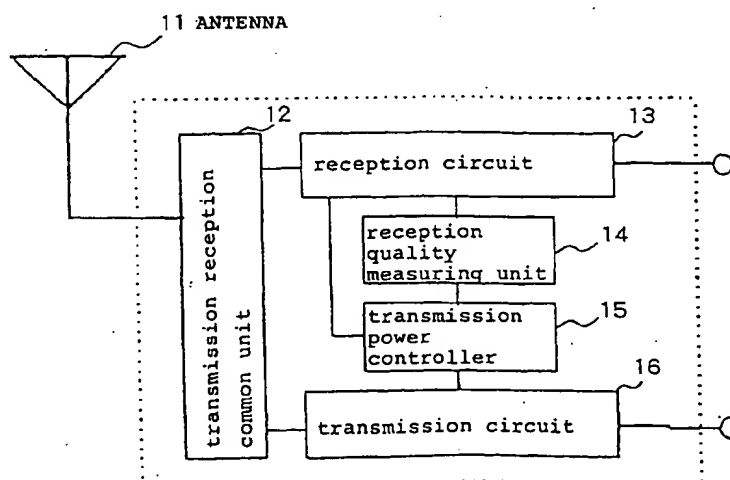 11 ANTENNA
12
13
reception circuit
transmission reception
common unit
reception
quality
measuring unit
14
transmission
power
controller
15
16
transmission circuit